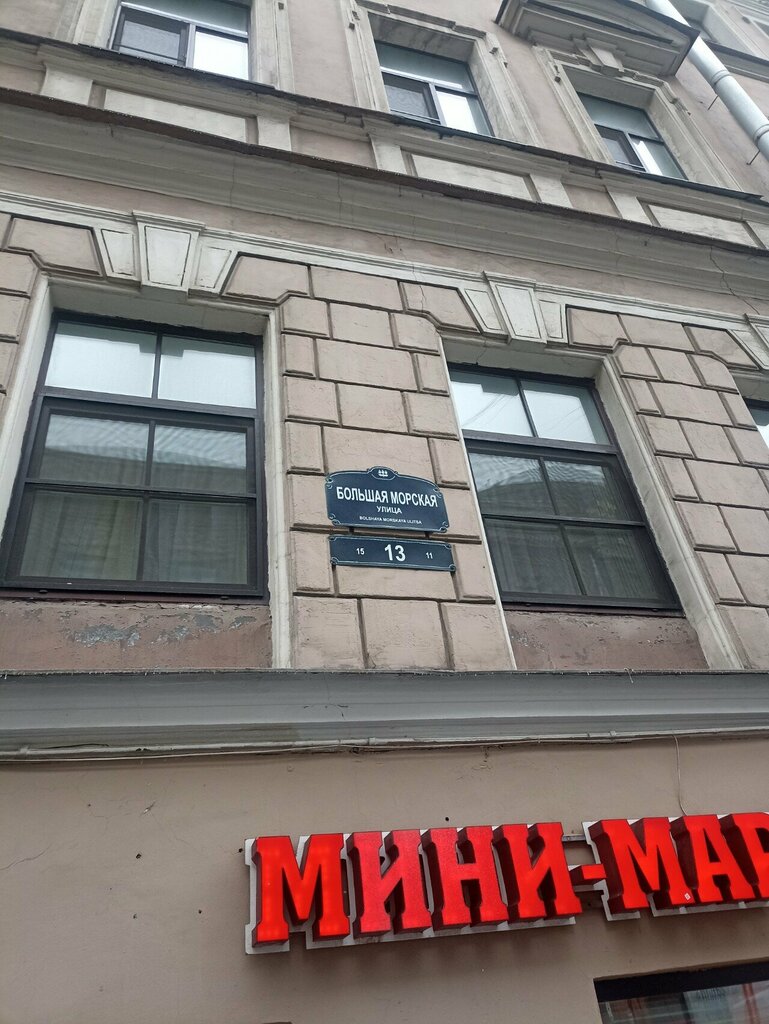 БОЛЬШАЯ МОРСКАЯ
УЛИЦА
BOLSHAYA MORSKAYA ULITSA
15 13 11
МИНИ-МАР